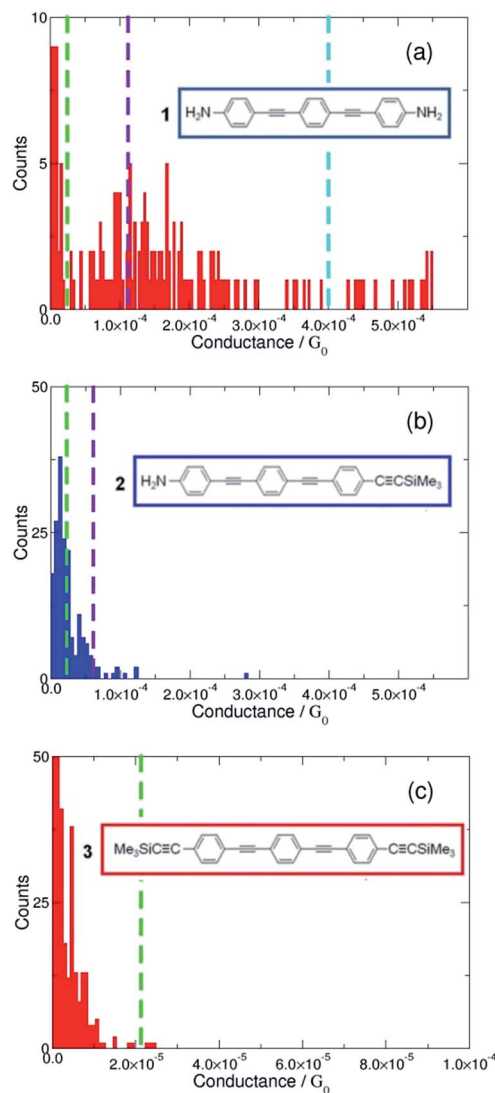 (a)
10
5
0
Counts
1
H₂N
NH₂
0.0
1.0×10⁻⁴
2.0×10⁻⁴
3.0×10⁻⁴
4.0×10⁻⁴
5.0×10⁻⁴
Conductance / G₀
(b)
50
25
0
Counts
2
H₂N
C≡CSiMe₃
0.0
1.0×10⁻⁴
2.0×10⁻⁴
3.0×10⁻⁴
4.0×10⁻⁴
5.0×10⁻⁴
Conductance / G₀
(c)
50
25
0
Counts
3
Me₃SiC≡C
C≡CSiMe₃
0.0
2.0×10⁻⁵
4.0×10⁻⁵
6.0×10⁻⁵
8.0×10⁻⁵
1.0×10⁻⁴
Conductance / G₀